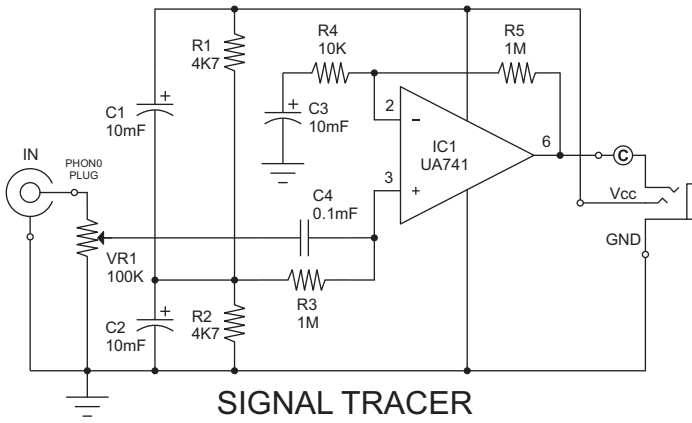 R1
4K7
R4
10K
R5
1M
C1
10mF
C3
10mF
2
−
IC1
UA741
6
C
IN
PHONO
PLUG
3
+
C4
0.1mF
Vcc
VR1
100K
GND
R3
1M
C2
10mF
R2
4K7
+
+
+
SIGNAL TRACER